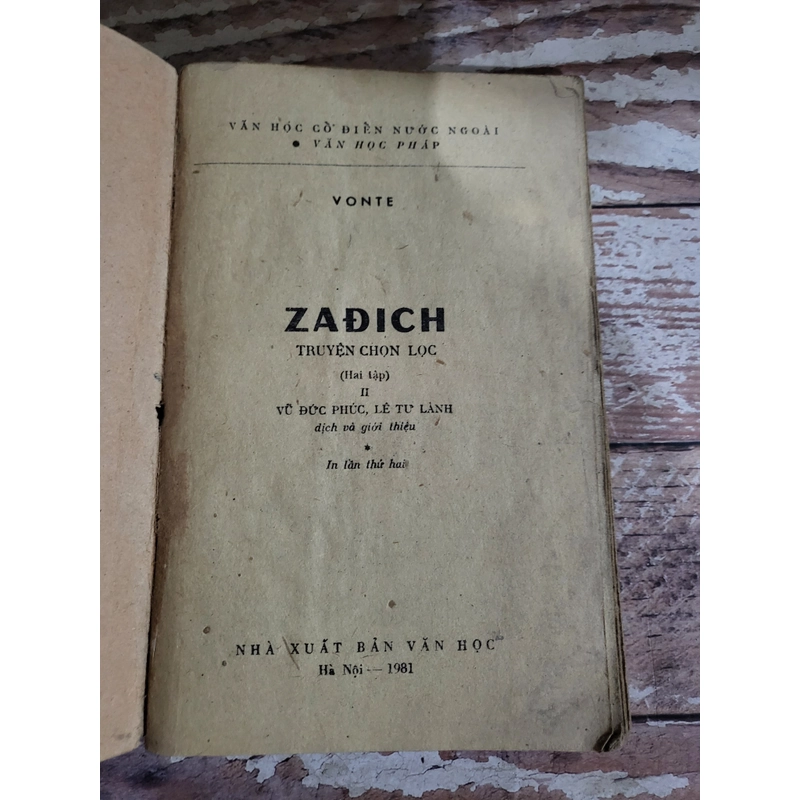 VĂN HỌC CỔ ĐIỂN NƯỚC NGOÀI
● VĂN HỌC PHÁP
VONTE
ZAĐICH
TRUYỆN CHỌN LỌC
(Hai tập)
II
VŨ ĐỨC PHÚC, LÊ TƯ LÀNH
dịch và giới thiệu
*
In lần thứ hai
NHÀ XUẤT BẢN VĂN HỌC
Hà Nội — 1981